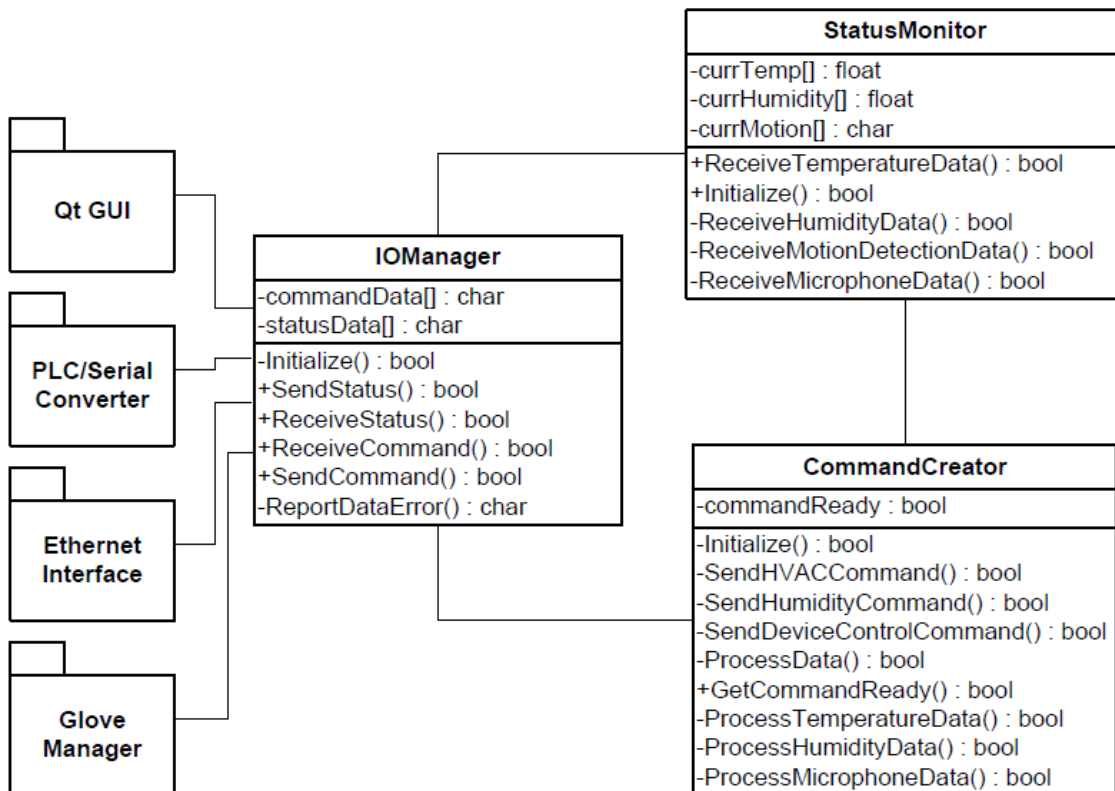 StatusMonitor
-currTemp[] : float
-currHumidity[] : float
-currMotion[] : char
+ReceiveTemperatureData() : bool
+Initialize() : bool
-ReceiveHumidityData() : bool
-ReceiveMotionDetectionData() : bool
-ReceiveMicrophoneData() : bool
Qt GUI
PLC/Serial
Converter
Ethernet
Interface
Glove
Manager
IOManager
-commandData[] : char
-statusData[] : char
-Initialize() : bool
+SendStatus() : bool
+ReceiveStatus() : bool
+ReceiveCommand() : bool
+SendCommand() : bool
-ReportDataError() : char
CommandCreator
-commandReady : bool
-Initialize() : bool
-SendHVACCommand() : bool
-SendHumidityCommand() : bool
-SendDeviceControlCommand() : bool
-ProcessData() : bool
+GetCommandReady() : bool
-ProcessTemperatureData() : bool
-ProcessHumidityData() : bool
-ProcessMicrophoneData() : bool